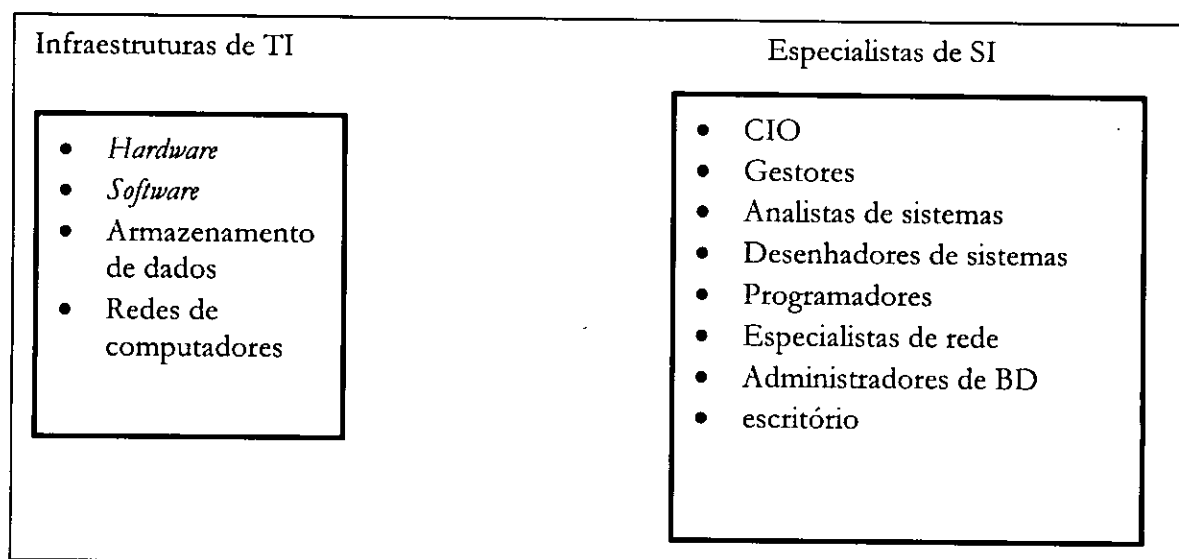 Infraestruturas de TI
• Hardware
• Software
• Armazenamento
de dados
• Redes de
computadores
Especialistas de SI
• CIO
• Gestores
• Analistas de sistemas
• Desenhadores de sistemas
• Programadores
• Especialistas de rede
• Administradores de BD
• escritório